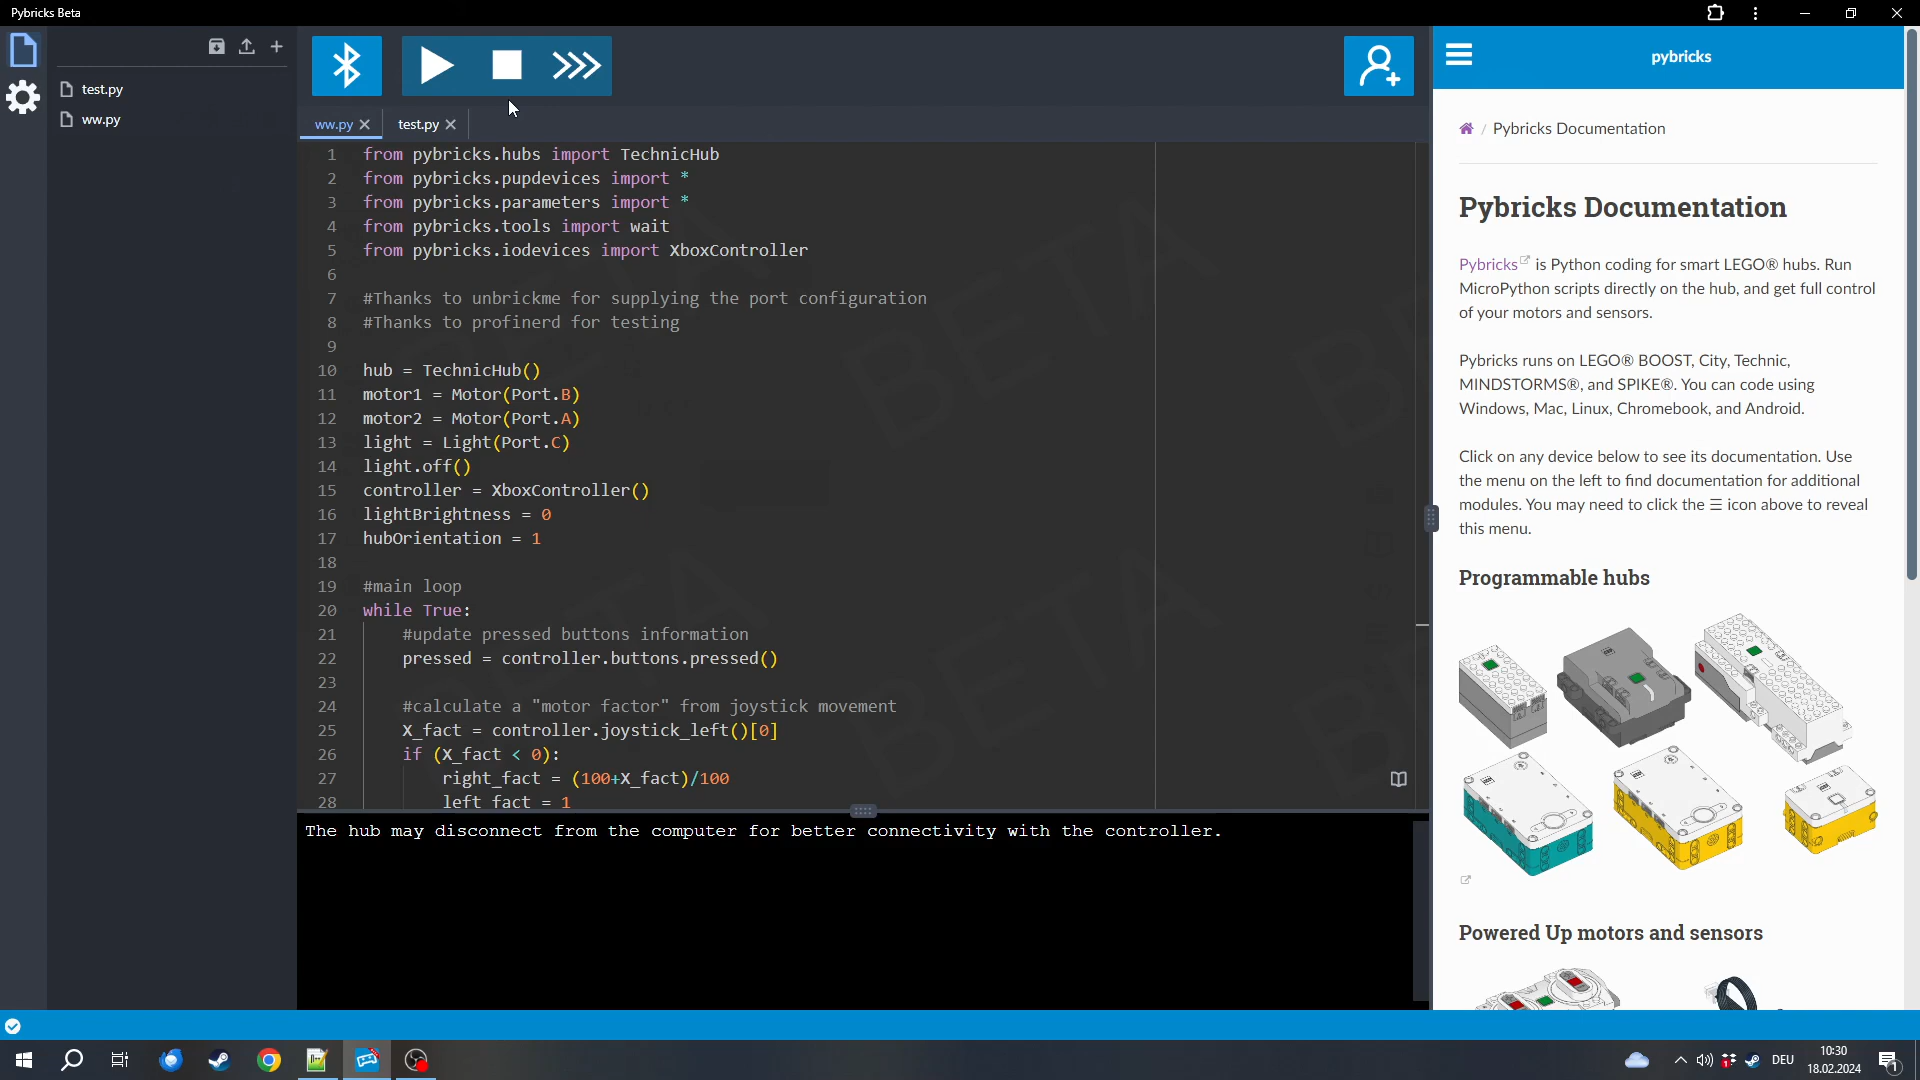 Pybricks Beta
test.py
ww.py
ww.py
test.py
1 from pybricks.hubs import TechnicHub
2 from pybricks.pupdevices import *
3 from pybricks.parameters import *
4 from pybricks.tools import wait
5 from pybricks.iodevices import XboxController
6
7 #Thanks to unbrickme for supplying the port configuration
8 #Thanks to profinerd for testing
9
10 hub = TechnicHub()
11 motor1 = Motor(Port.B)
12 motor2 = Motor(Port.A)
13 light = Light(Port.C)
14 light.off()
15 controller = XboxController()
16 lightBrightness = 0
17 hubOrientation = 1
18
19 #main loop
20 while True:
21 #update pressed buttons information
22 pressed = controller.buttons.pressed()
23
24 #calculate a "motor factor" from joystick movement
25 X_fact = controller.joystick_left()[0]
26 if (X_fact < 0):
27 right_fact = (100+X_fact)/100
28 left_fact = 1
BETA
BETA
BETA
BETA
The hub may disconnect from the computer for better connectivity with the controller.
pybricks
/ Pybricks Documentation
Pybricks Documentation
Pybricks is Python coding for smart LEGO® hubs. Run
MicroPython scripts directly on the hub, and get full control
of your motors and sensors.
Pybricks runs on LEGO® BOOST, City, Technic,
MINDSTORMS®, and SPIKE®. You can code using
Windows, Mac, Linux, Chromebook, and Android.
Click on any device below to see its documentation. Use
the menu on the left to find documentation for additional
modules. You may need to click the ☰ icon above to reveal
this menu.
Programmable hubs
Powered Up motors and sensors
DEU
10:30
18.02.2024
1